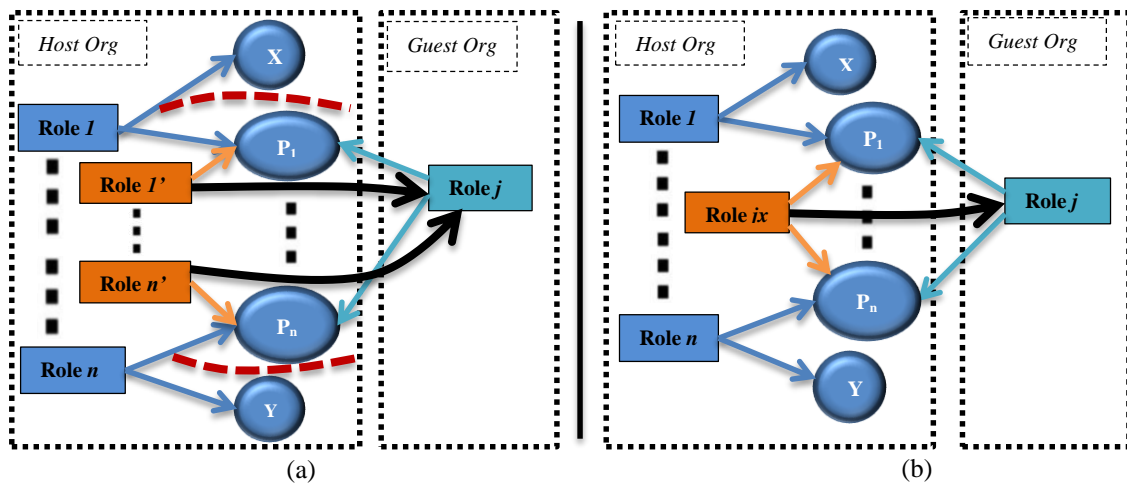 Host Org
Guest Org
X
Role 1
P1
Role 1’
Role j
Role n’
Pn
Role n
Y
(a)
Host Org
Guest Org
X
Role 1
P1
Role ix
Role j
Pn
Role n
Y
(b)